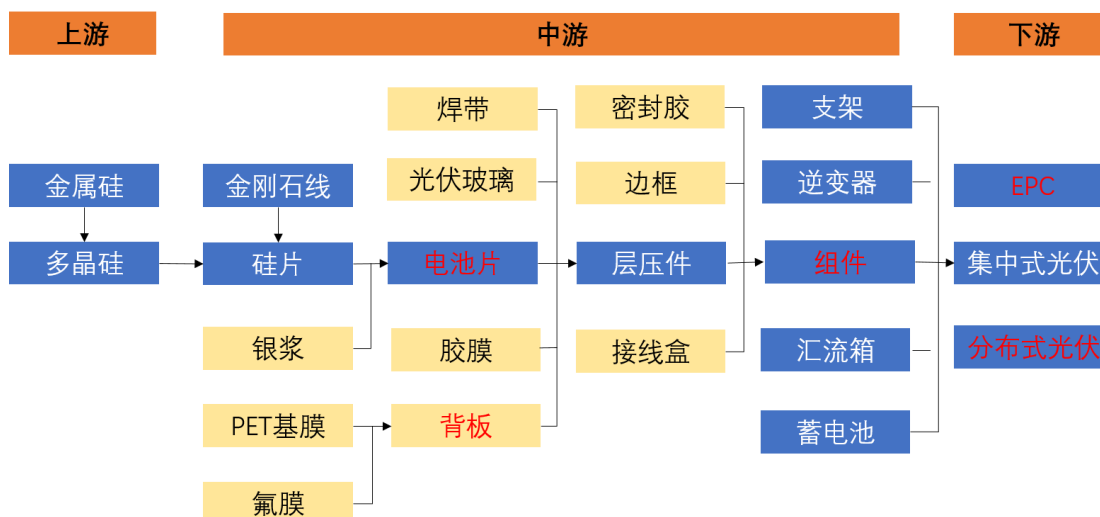 上游
中游
下游
焊带
密封胶
支架
金属硅
金刚石线
光伏玻璃
边框
逆变器
EPC
多晶硅
硅片
电池片
层压件
组件
集中式光伏
银浆
胶膜
接线盒
汇流箱
分布式光伏
PET基膜
背板
蓄电池
氟膜